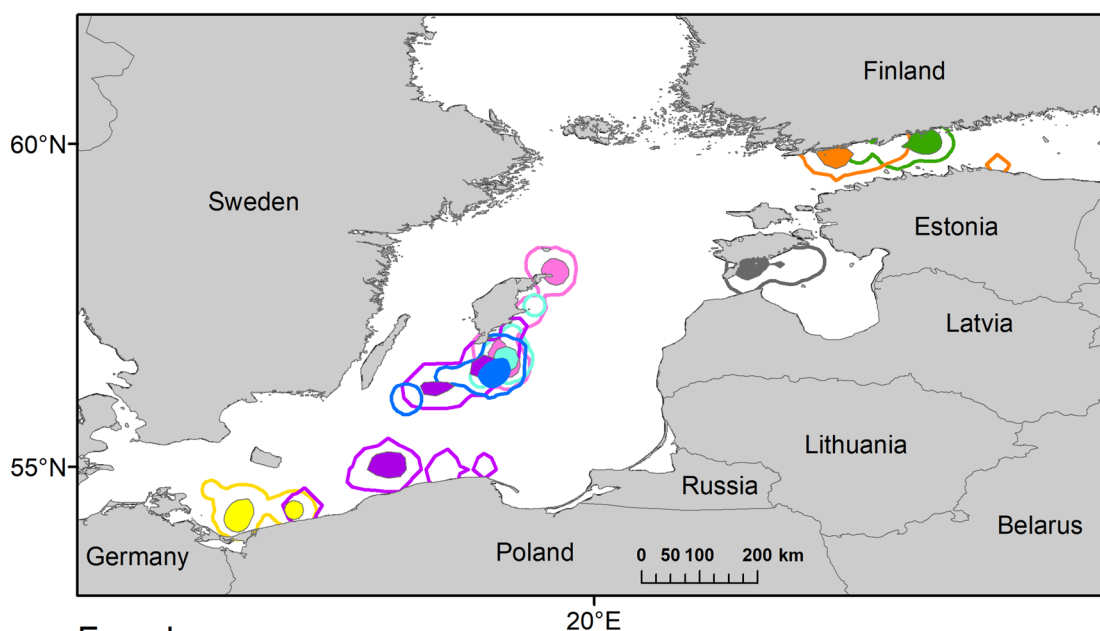 Finland
60°N
Sweden
Estonia
Latvia
Lithuania
55°N
Russia
Belarus
Germany
Poland
0 50 100 200 km
20°E